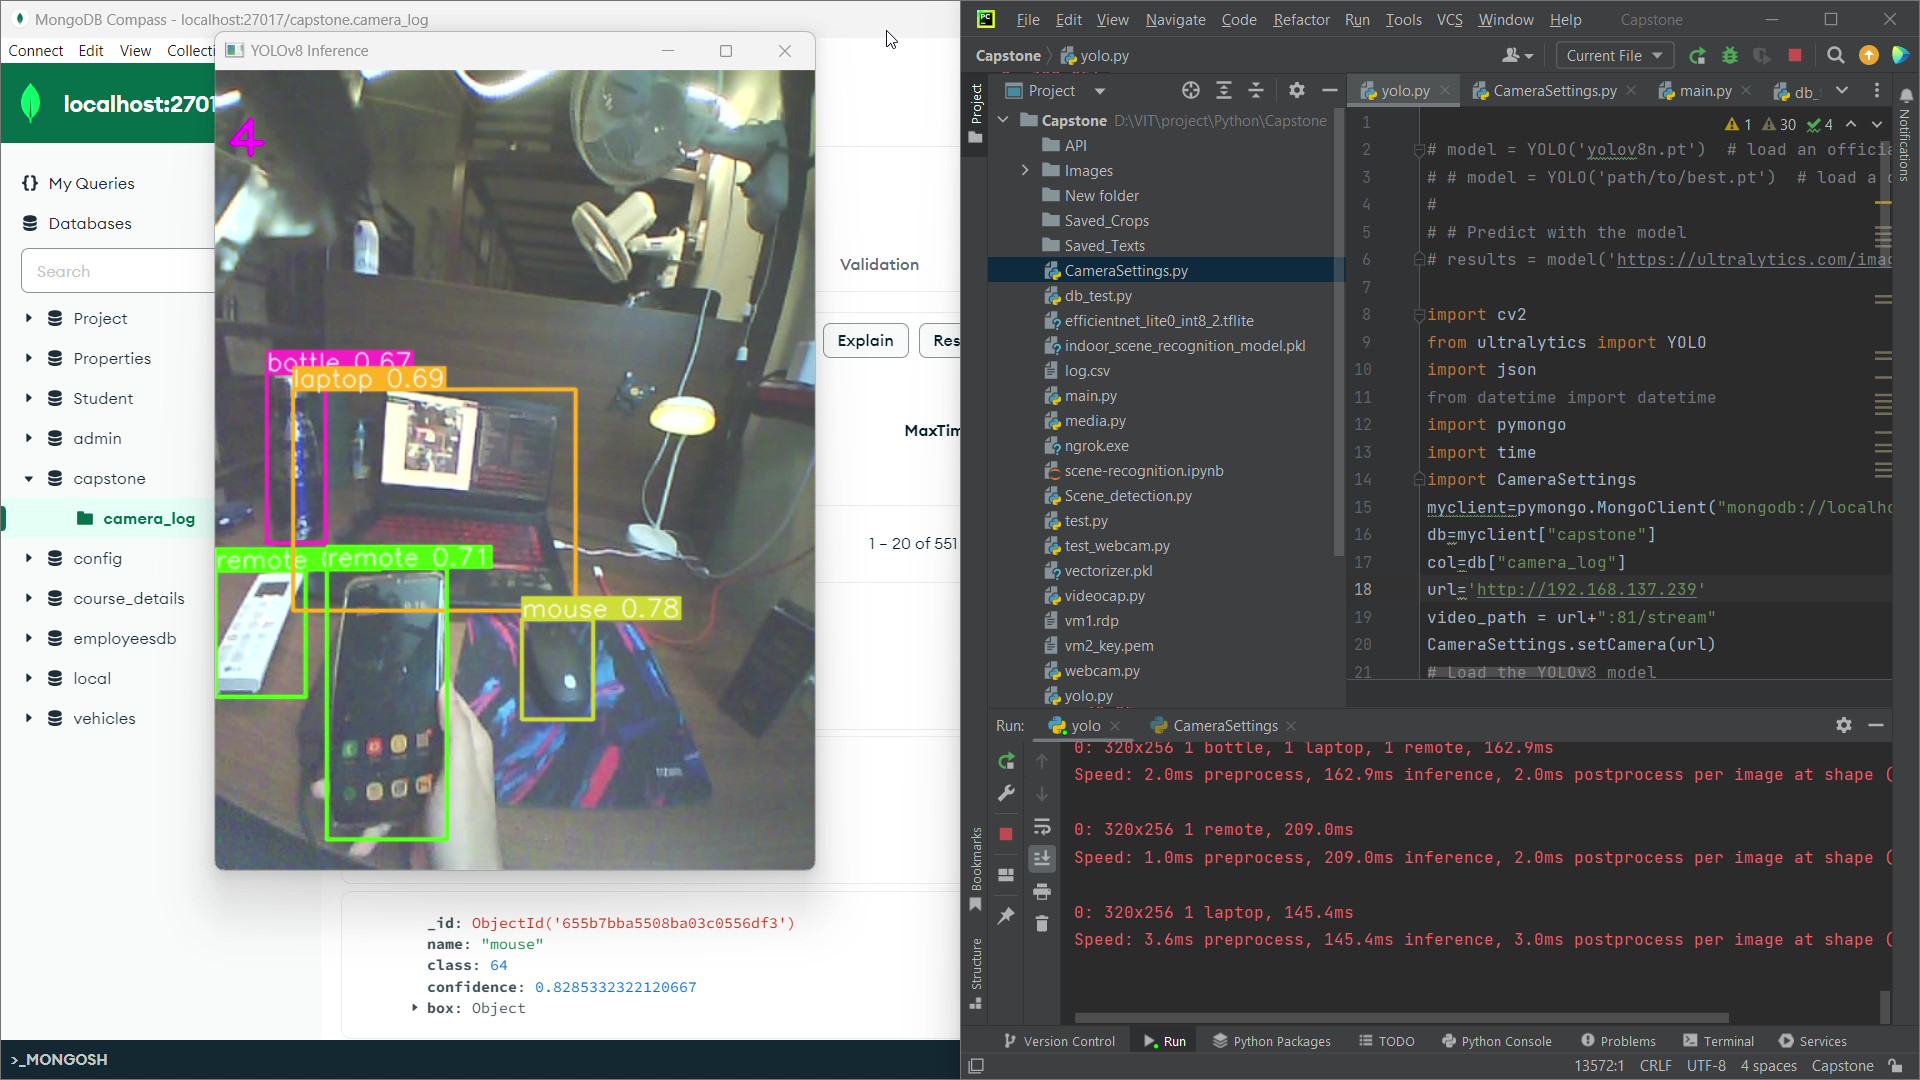 MongoDB Compass - localhost:27017/capstone.camera_log
Connect Edit View Collecti
localhost:2701
My Queries
Databases
Search
Project
Properties
Student
admin
capstone
camera_log
config
course_details
employeesdb
local
vehicles
>_MONGOSH
YOLOv8 Inference
4
bottle 0.67
laptop 0.69
remote
remote 0.71
mouse 0.78
Validation
Explain
Res
MaxTim
1 – 20 of 551
_id: ObjectId('655b7bba5508ba03c0556df3')
name: "mouse"
class: 64
confidence: 0.8285332322120667
box: Object
PC
File Edit View Navigate Code Refactor Run Tools VCS Window Help Capstone
Capstone yolo.py
Current File
Project
Project
yolo.py CameraSettings.py main.py db_
Notifications
Capstone D:\VIT\project\Python\Capstone
API
Images
New folder
Saved_Crops
Saved_Texts
CameraSettings.py
db_test.py
efficientnet_lite0_int8_2.tflite
indoor_scene_recognition_model.pkl
log.csv
main.py
media.py
ngrok.exe
scene-recognition.ipynb
Scene_detection.py
test.py
test_webcam.py
vectorizer.pkl
videocap.py
vm1.rdp
vm2_key.pem
webcam.py
yolo.py
1 30 4
1
2 # model = YOLO('yolov8n.pt')  # load an officia
3 # # model = YOLO('path/to/best.pt')  # load a c
4 #
5 # # Predict with the model
6 # results = model('https://ultralytics.com/imag
7
8 import cv2
9 from ultralytics import YOLO
10 import json
11 from datetime import datetime
12 import pymongo
13 import time
14 import CameraSettings
15 myclient=pymongo.MongoClient("mongodb://localho
16 db=myclient["capstone"]
17 col=db["camera_log"]
18 url='http://192.168.137.239'
19 video_path = url+":81/stream"
20 CameraSettings.setCamera(url)
21 # Load the YOLOv8 model
Run: yolo CameraSettings
0: 320x256 1 bottle, 1 laptop, 1 remote, 162.9ms
Speed: 2.0ms preprocess, 162.9ms inference, 2.0ms postprocess per image at shape (
0: 320x256 1 remote, 209.0ms
Speed: 1.0ms preprocess, 209.0ms inference, 2.0ms postprocess per image at shape (
0: 320x256 1 laptop, 145.4ms
Speed: 3.6ms preprocess, 145.4ms inference, 3.0ms postprocess per image at shape (
Bookmarks
Structure
Version Control Run Python Packages TODO Python Console Problems Terminal Services
13572:1 CRLF UTF-8 4 spaces Capstone